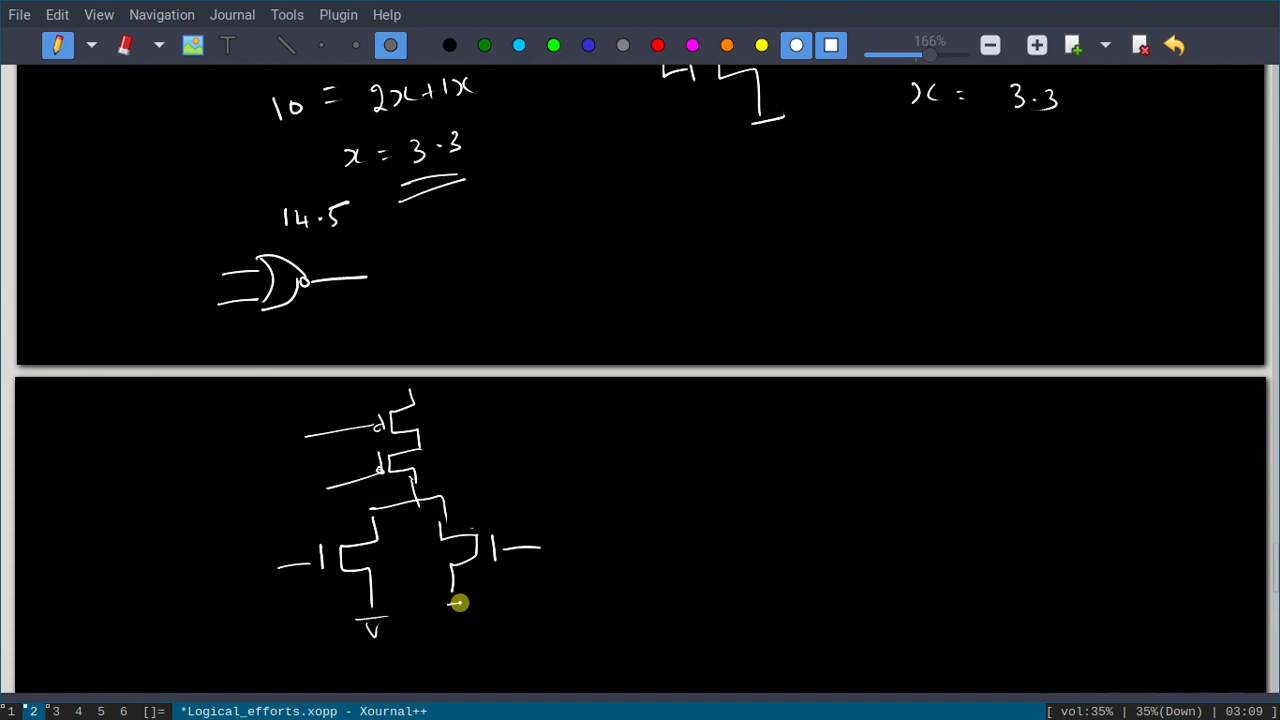 File Edit View Navigation Journal Tools Plugin Help
166%
10 = 2x+1x
x = 3.3
x = 3.3
14.5
1 2 3 4 5 6 []= *Logical_efforts.xopp - Xournal++ [ vol:35% | 35%(Down) | 03:09